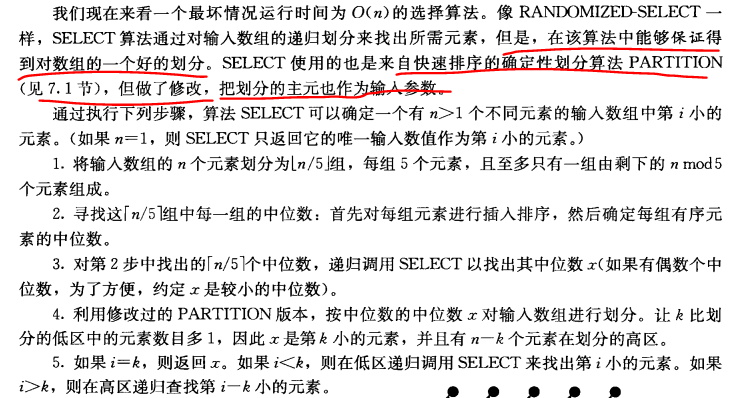 我们现在来看一个最坏情况运行时间为 O(n)的选择算法。像 RANDOMIZED-SELECT 一
样，SELECT 算法通过对输入数组的递归划分来找出所需元素，但是，在该算法中能够保证得
到对数组的一个好的划分。SELECT 使用的也是来自快速排序的确定性划分算法 PARTITION
(见 7.1 节)，但做了修改，把划分的主元也作为输入参数。
通过执行下列步骤，算法 SELECT 可以确定一个有 n>1 个不同元素的输入数组中第 i 小的
元素。(如果 n=1，则 SELECT 只返回它的唯一输入数值作为第 i 小的元素。)
1. 将输入数组的 n 个元素划分为⌊n/5⌋组，每组 5 个元素，且至多只有一组由剩下的 n mod5
个元素组成。
2. 寻找这⌈n/5⌉组中每一组的中位数：首先对每组元素进行插入排序，然后确定每组有序元
素的中位数。
3. 对第 2 步中找出的⌈n/5⌉个中位数，递归调用 SELECT 以找出其中位数 x(如果有偶数个中
位数，为了方便，约定 x 是较小的中位数)。
4. 利用修改过的 PARTITION 版本，按中位数的中位数 x 对输入数组进行划分。让 k 比划
分的低区中的元素数目多 1，因此 x 是第 k 小的元素，并且有 n−k 个元素在划分的高区。
5. 如果 i=k，则返回 x。如果 i<k，则在低区递归调用 SELECT 来找出第 i 小的元素。如果
i>k，则在高区递归查找第 i−k 小的元素。